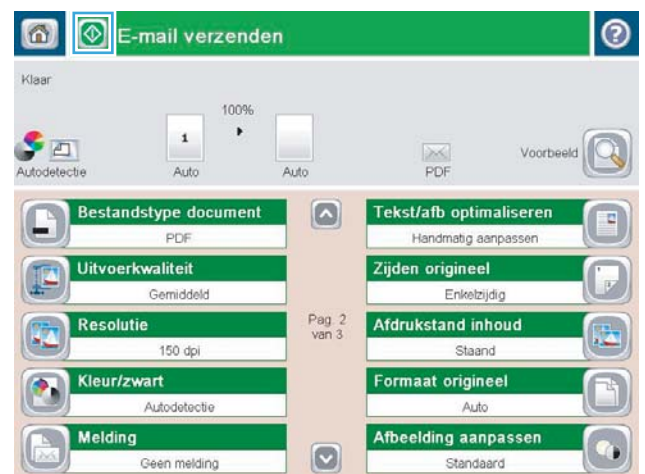 E-mail verzenden
Klaar
100%
1
Autodetectie
Auto
Auto
PDF
Voorbeeld
Bestandstype document
PDF
Uitvoerkwaliteit
Gemiddeld
Resolutie
150 dpi
Kleur/zwart
Autodetectie
Melding
Geen melding
Pag. 2
van 3
Tekst/afb optimaliseren
Handmatig aanpassen
Zijden origineel
Enkelzijdig
Afdrukstand inhoud
Staand
Formaat origineel
Auto
Afbeelding aanpassen
Standaard